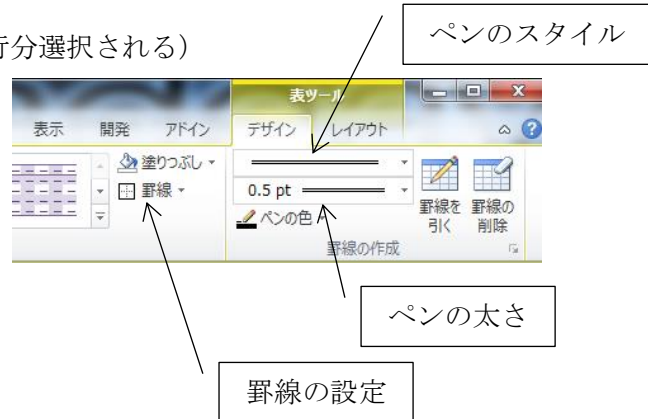 ペンのスタイル
行分選択される）
表ツール
表示 開発 アドイン デザイン レイアウト
塗りつぶし
罫線
0.5 pt
ペンの色
罫線を引く
罫線の削除
罫線の作成
ペンの太さ
罫線の設定